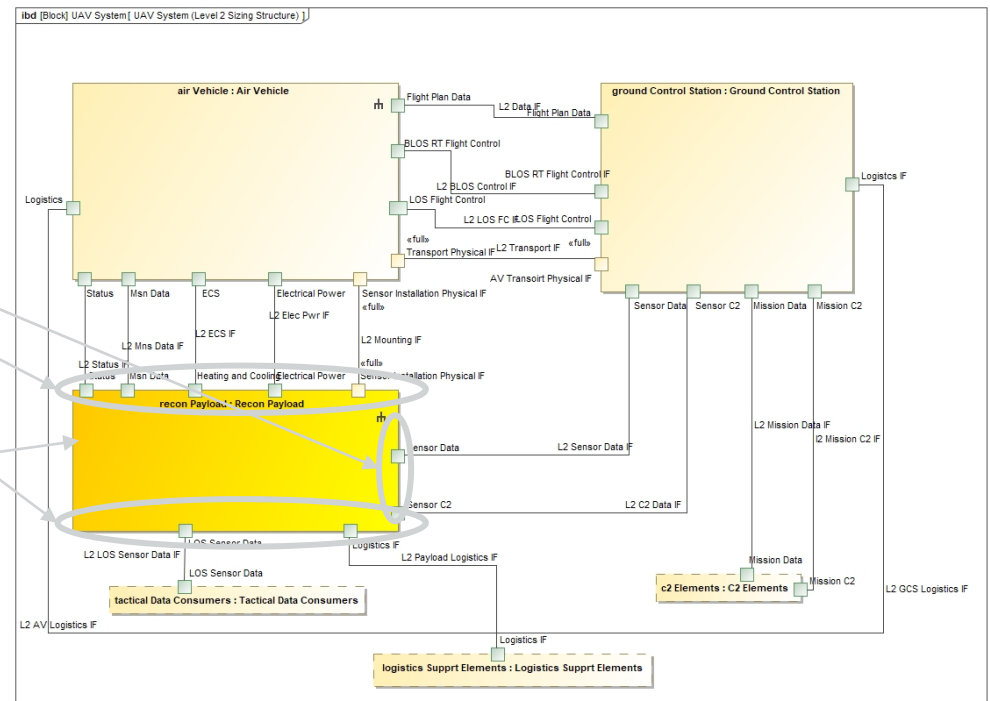 ibd [Block] UAV System[ UAV System (Level 2 Sizing Structure) ]
air Vehicle : Air Vehicle
ground Control Station : Ground Control Station
Flight Plan Data
L2 Data IF
Flight Plan Data
BLOS RT Flight Control
BLOS RT Flight Control IF
L2 BLOS Control IF
Logistcs IF
Logistics
LOS Flight Control
L2 LOS FC IF
LOS Flight Control
«full»
Transport Physical IF
L2 Transport IF
«full»
AV Transoirt Physical IF
Status
Msn Data
ECS
Electrical Power
Sensor Installation Physical IF
«full»
Sensor Data
Sensor C2
Mission Data
Mission C2
L2 Elec Pwr IF
L2 ECS IF
L2 Mns Data IF
L2 Mounting IF
L2 Status IF
«full»
Status
Msn Data
Heating and Cooling
Electrical Power
Sensor Installation Physical IF
recon Payload : Recon Payload
Sensor Data
L2 Sensor Data IF
L2 Mission Data IF
l2 Mission C2 IF
Sensor C2
L2 C2 Data IF
LOS Sensor Data
Logistics IF
L2 LOS Sensor Data IF
L2 Payload Logistics IF
LOS Sensor Data
Mission Data
Mission C2
c2 Elements : C2 Elements
L2 GCS Logistics IF
tactical Data Consumers : Tactical Data Consumers
L2 AV Logistics IF
Logistics IF
logistics Supprt Elements : Logistics Supprt Elements